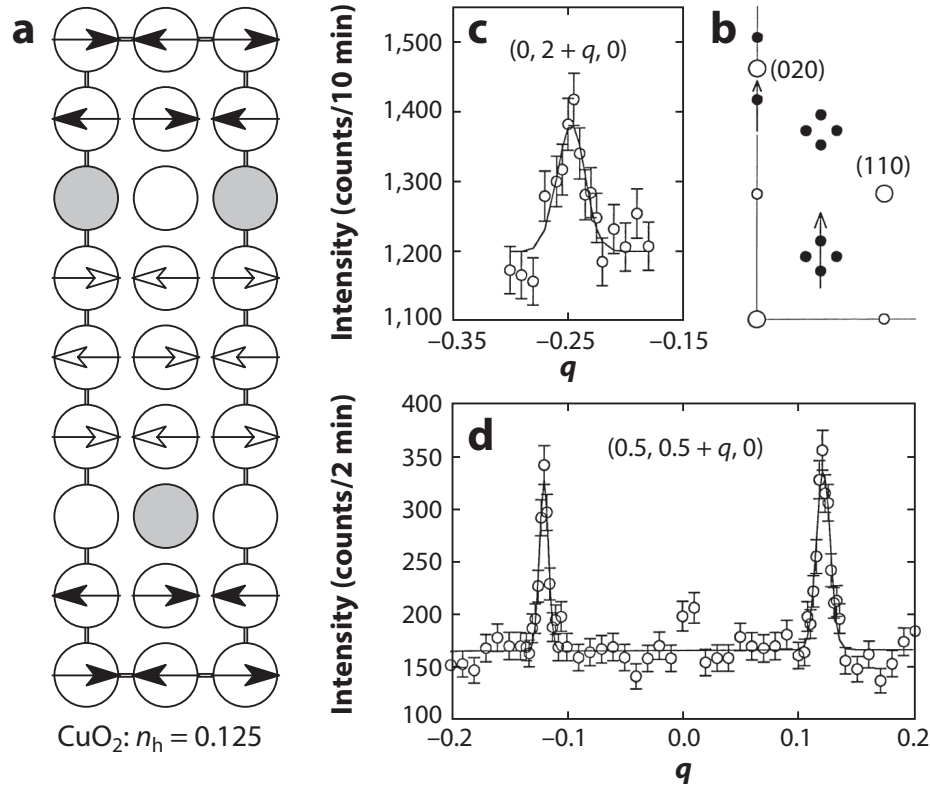 a
CuO₂: nₕ = 0.125
c
(0, 2 + q, 0)
Intensity (counts/10 min)
1,500
1,400
1,300
1,200
1,100
−0.35
−0.25
−0.15
q
b
(020)
(110)
d
(0.5, 0.5 + q, 0)
Intensity (counts/2 min)
400
350
300
250
200
150
100
−0.2
−0.1
0.0
0.1
0.2
q